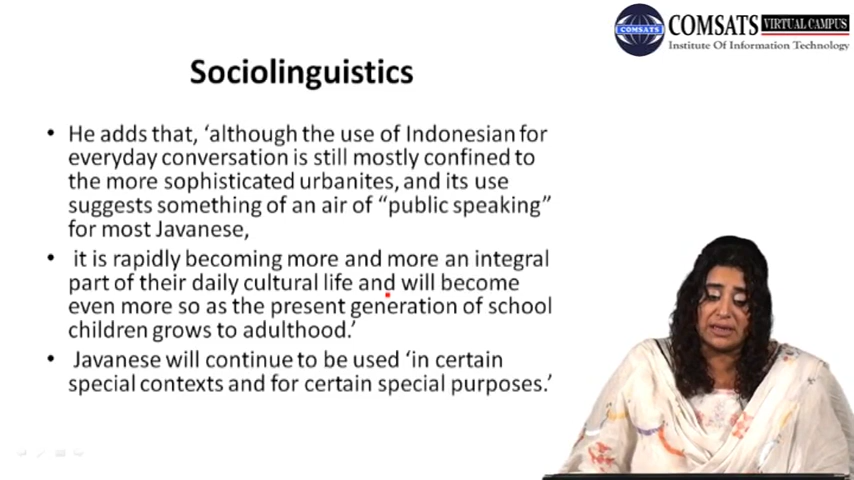 COMSATS VIRTUAL CAMPUS
COMSATS
Institute Of Information Technology
Sociolinguistics
• He adds that, ‘although the use of Indonesian for
everyday conversation is still mostly confined to
the more sophisticated urbanites, and its use
suggests something of an air of “public speaking”
for most Javanese,
• it is rapidly becoming more and more an integral
part of their daily cultural life and will become
even more so as the present generation of school
children grows to adulthood.’
• Javanese will continue to be used ‘in certain
special contexts and for certain special purposes.’